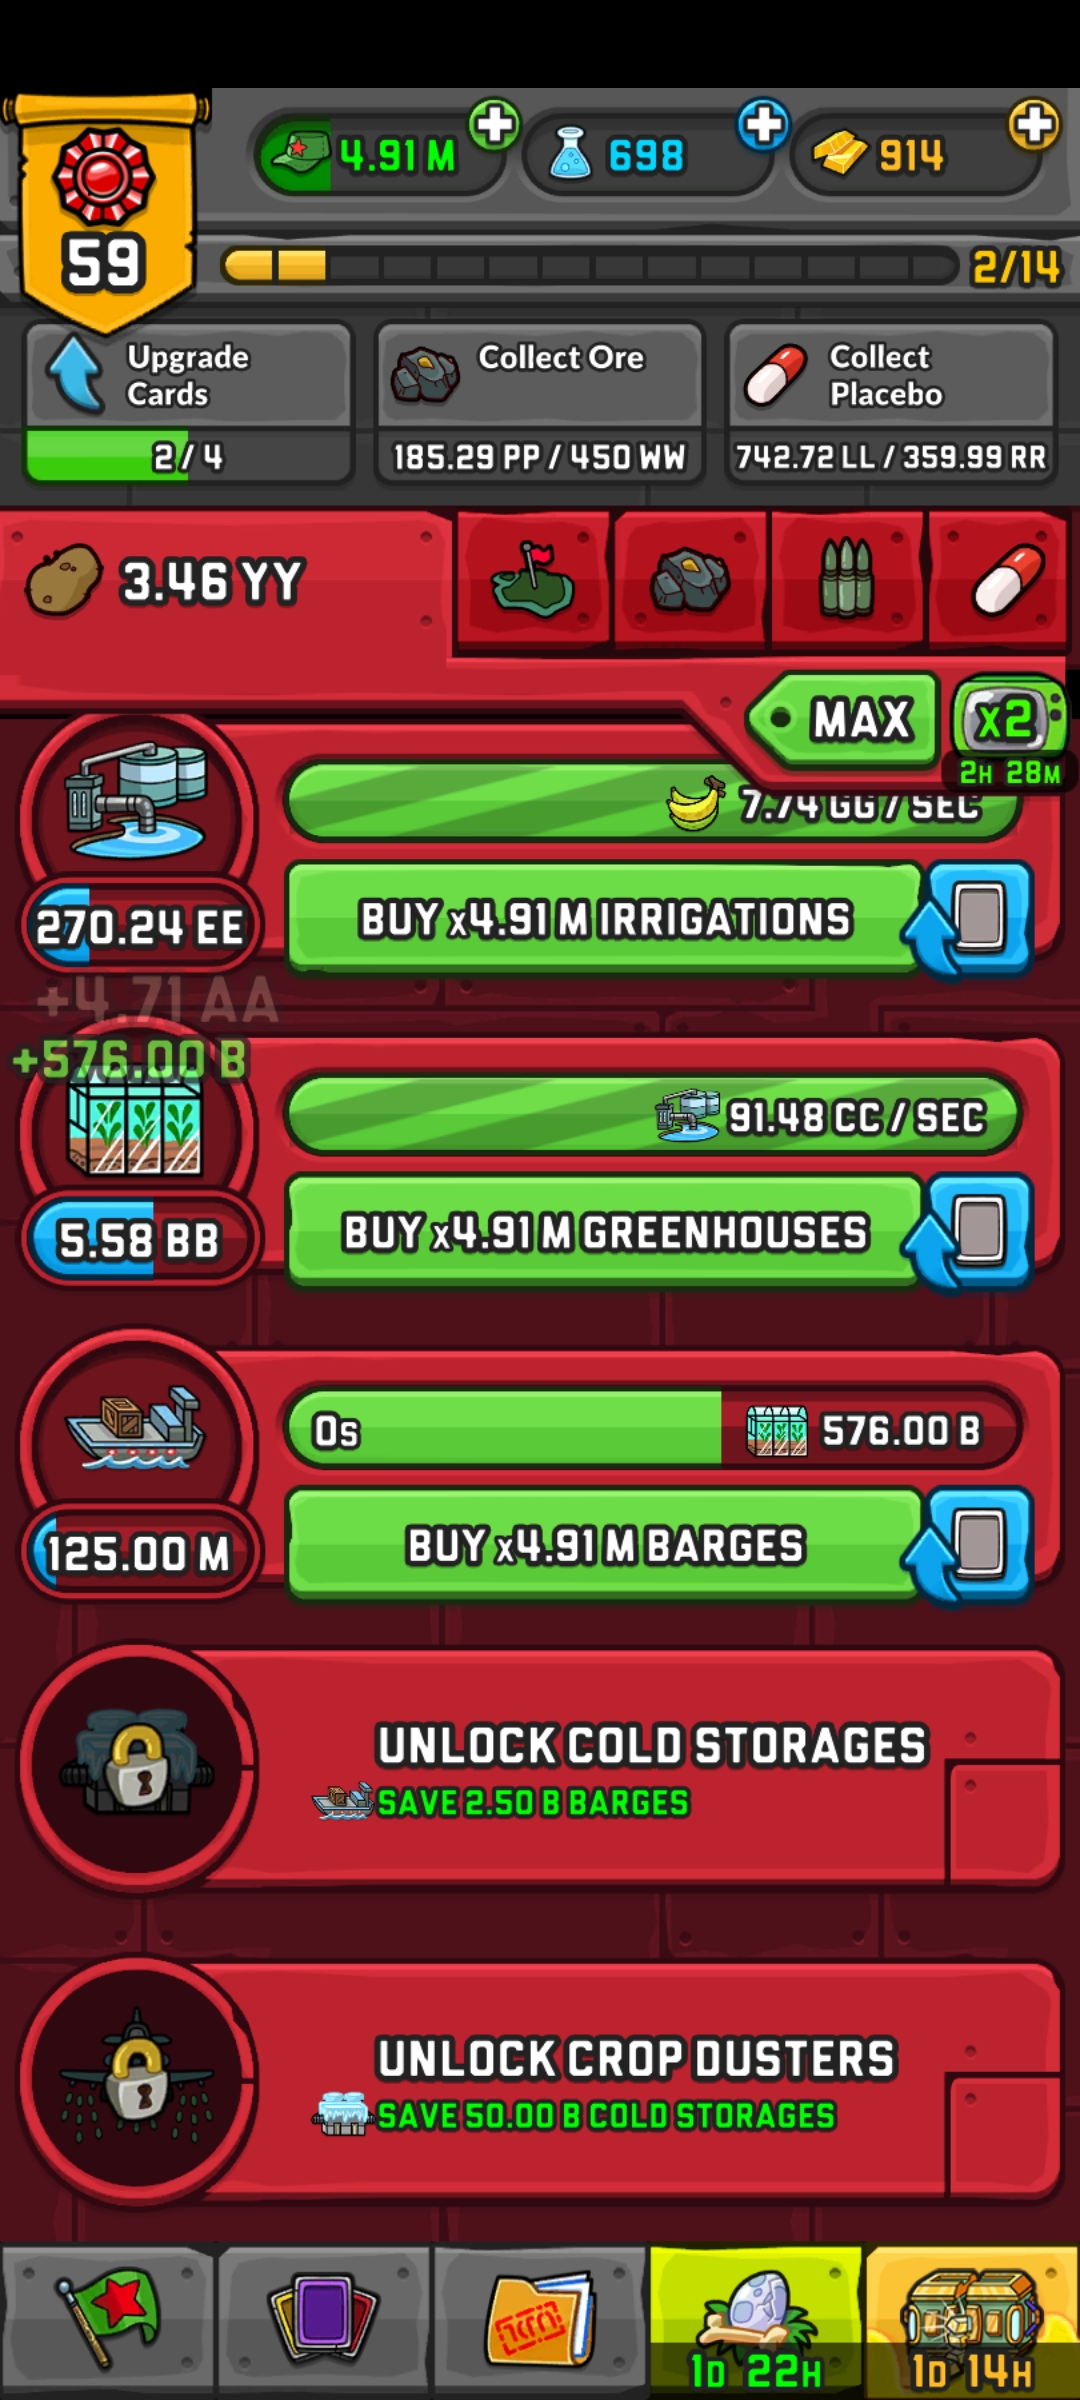 4.91 M
698
914
59
2/14
Upgrade
Cards
2/4
Collect Ore
185.29 PP / 450 WW
Collect
Placebo
742.72 LL / 359.99 RR
3.46 YY
MAX
x2
2H 28M
7.74 GG / SEC
270.24 EE
BUY x4.91 M IRRIGATIONS
+4.71 AA
+576.00 B
91.48 CC / SEC
5.58 BB
BUY x4.91 M GREENHOUSES
0s
576.00 B
125.00 M
BUY x4.91 M BARGES
UNLOCK COLD STORAGES
SAVE 2.50 B BARGES
UNLOCK CROP DUSTERS
SAVE 50.00 B COLD STORAGES
1D 22H
1D 14H